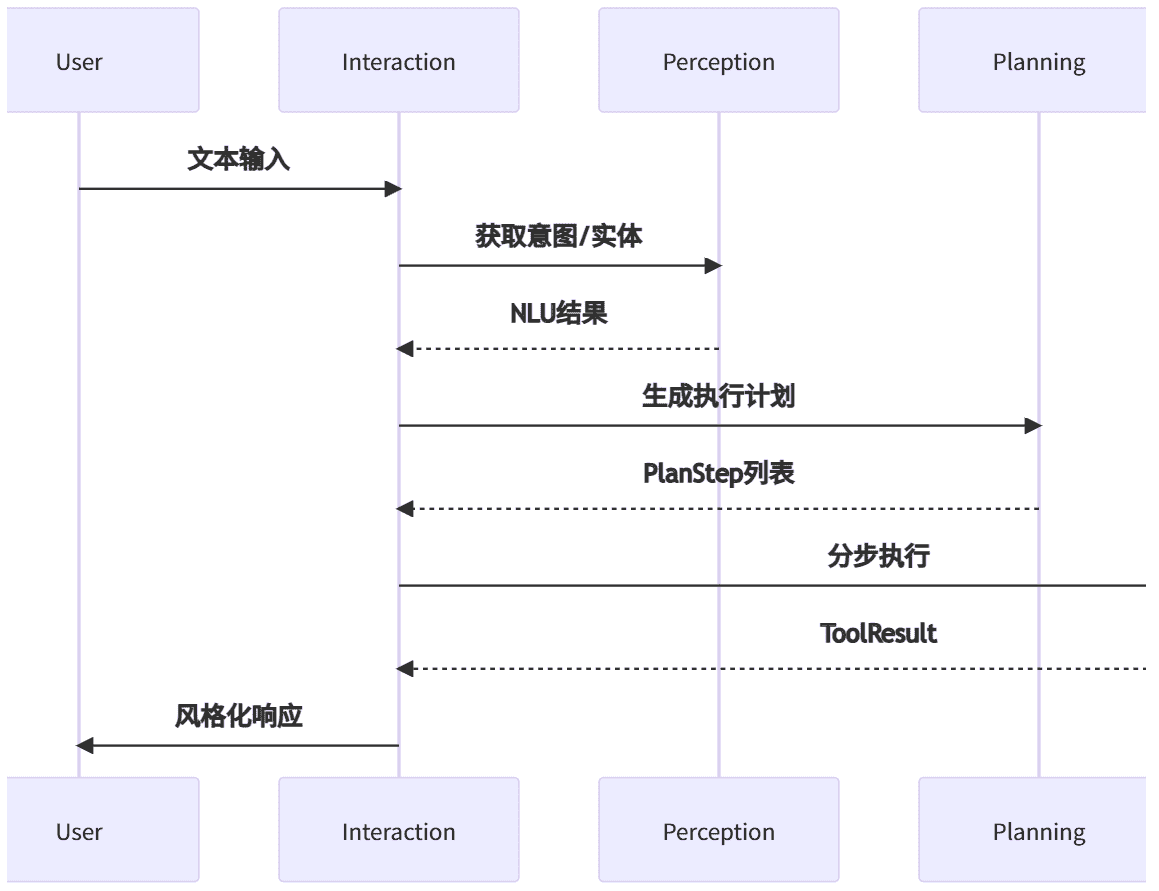 User
Interaction
Perception
Planning
文本输入
获取意图/实体
NLU结果
生成执行计划
PlanStep列表
分步执行
ToolResult
风格化响应
User
Interaction
Perception
Planning